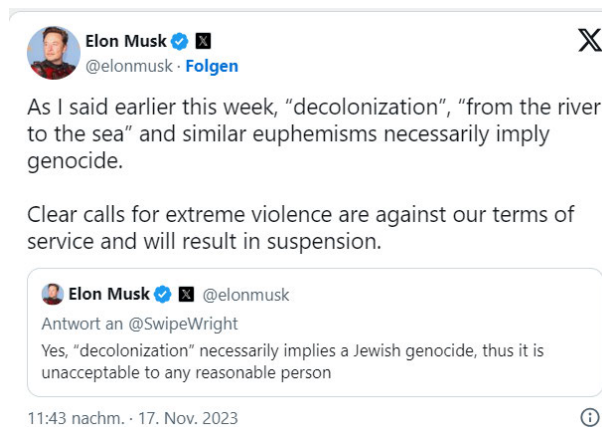 Elon Musk
@elonmusk · Folgen
As I said earlier this week, “decolonization”, “from the river
to the sea” and similar euphemisms necessarily imply
genocide.
Clear calls for extreme violence are against our terms of
service and will result in suspension.
Elon Musk @elonmusk
Antwort an @SwipeWright
Yes, “decolonization” necessarily implies a Jewish genocide, thus it is
unacceptable to any reasonable person
11:43 nachm. · 17. Nov. 2023